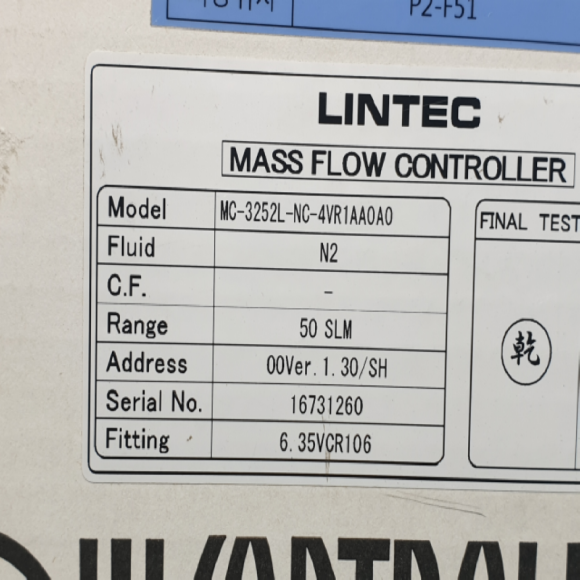 P2-F51
LINTEC
MASS FLOW CONTROLLER
Model MC-3252L-NC-4VR1AA0A0
Fluid N2
C.F. -
Range 50 SLM
Address 00Ver.1.30/SH
Serial No. 16731260
Fitting 6.35VCR106
FINAL TEST
乾